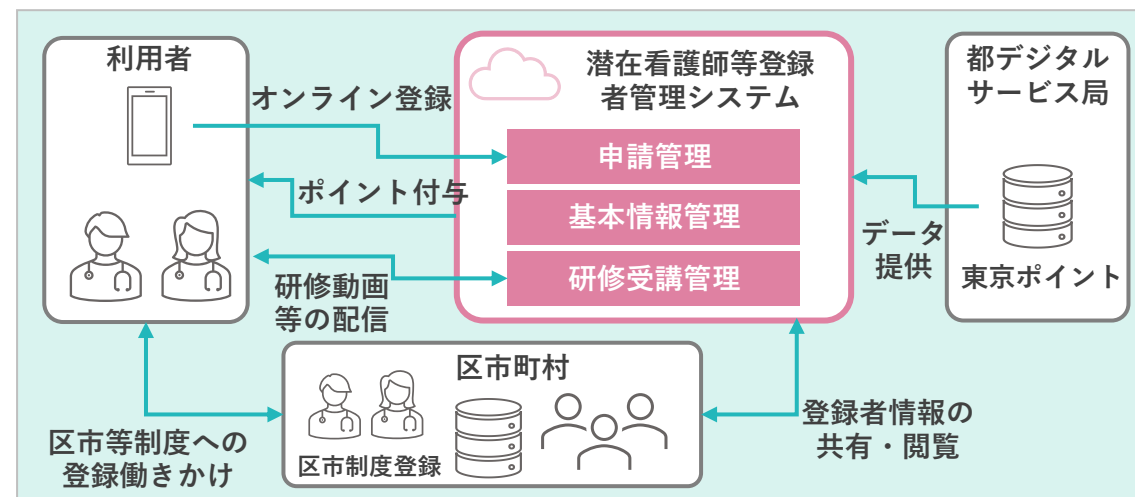 利用者
オンライン登録
ポイント付与
研修動画
等の配信
潜在看護師等登録
者管理システム
申請管理
基本情報管理
研修受講管理
都デジタル
サービス局
東京ポイント
データ
提供
区市町村
区市制度登録
区市等制度への
登録働きかけ
登録者情報の
共有・閲覧